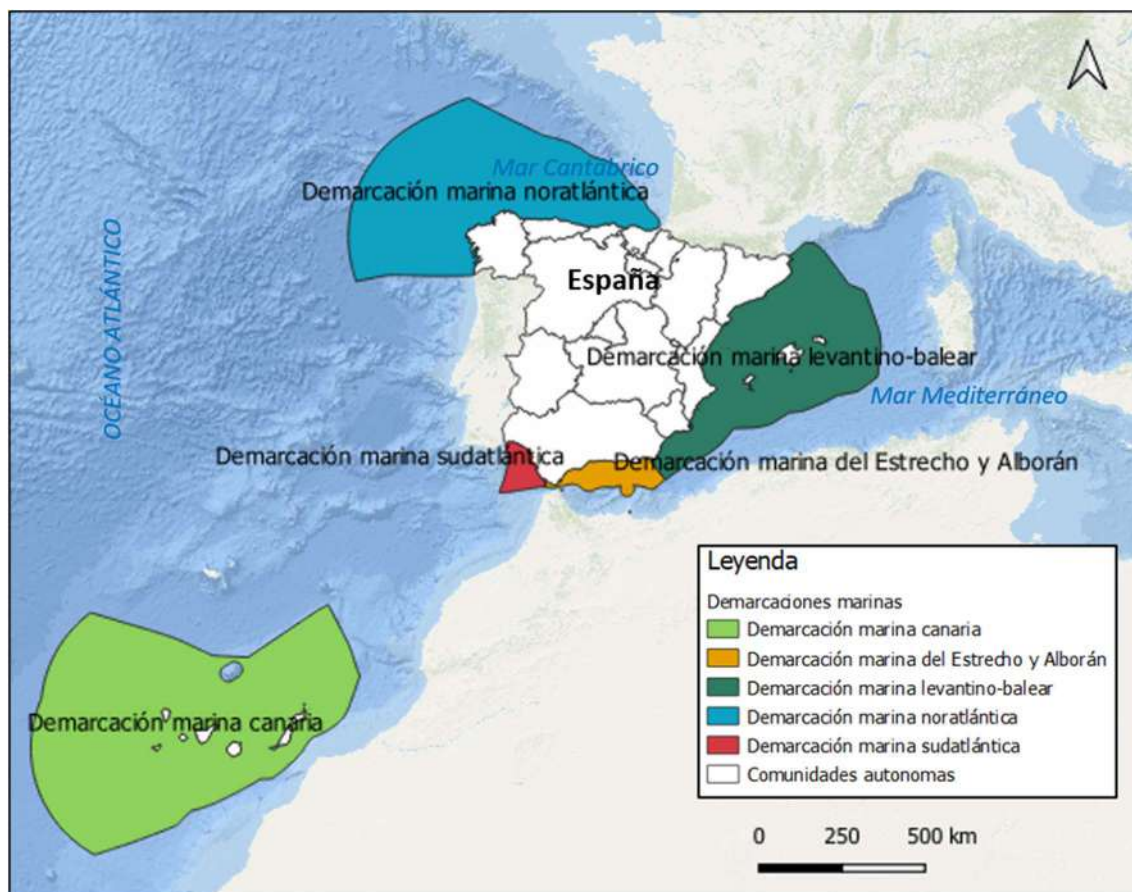 Mar Cantábrico
Demarcación marina noratlántica
OCÉANO ATLÁNTICO
España
Demarcación marina levantino-balear
Mar Mediterráneo
Demarcación marina sudatlántica
Demarcación marina del Estrecho y Alborán
Demarcación marina canaria
Leyenda
Demarcaciones marinas
Demarcación marina canaria
Demarcación marina del Estrecho y Alborán
Demarcación marina levantino-balear
Demarcación marina noratlántica
Demarcación marina sudatlántica
Comunidades autonomas
0 250 500 km